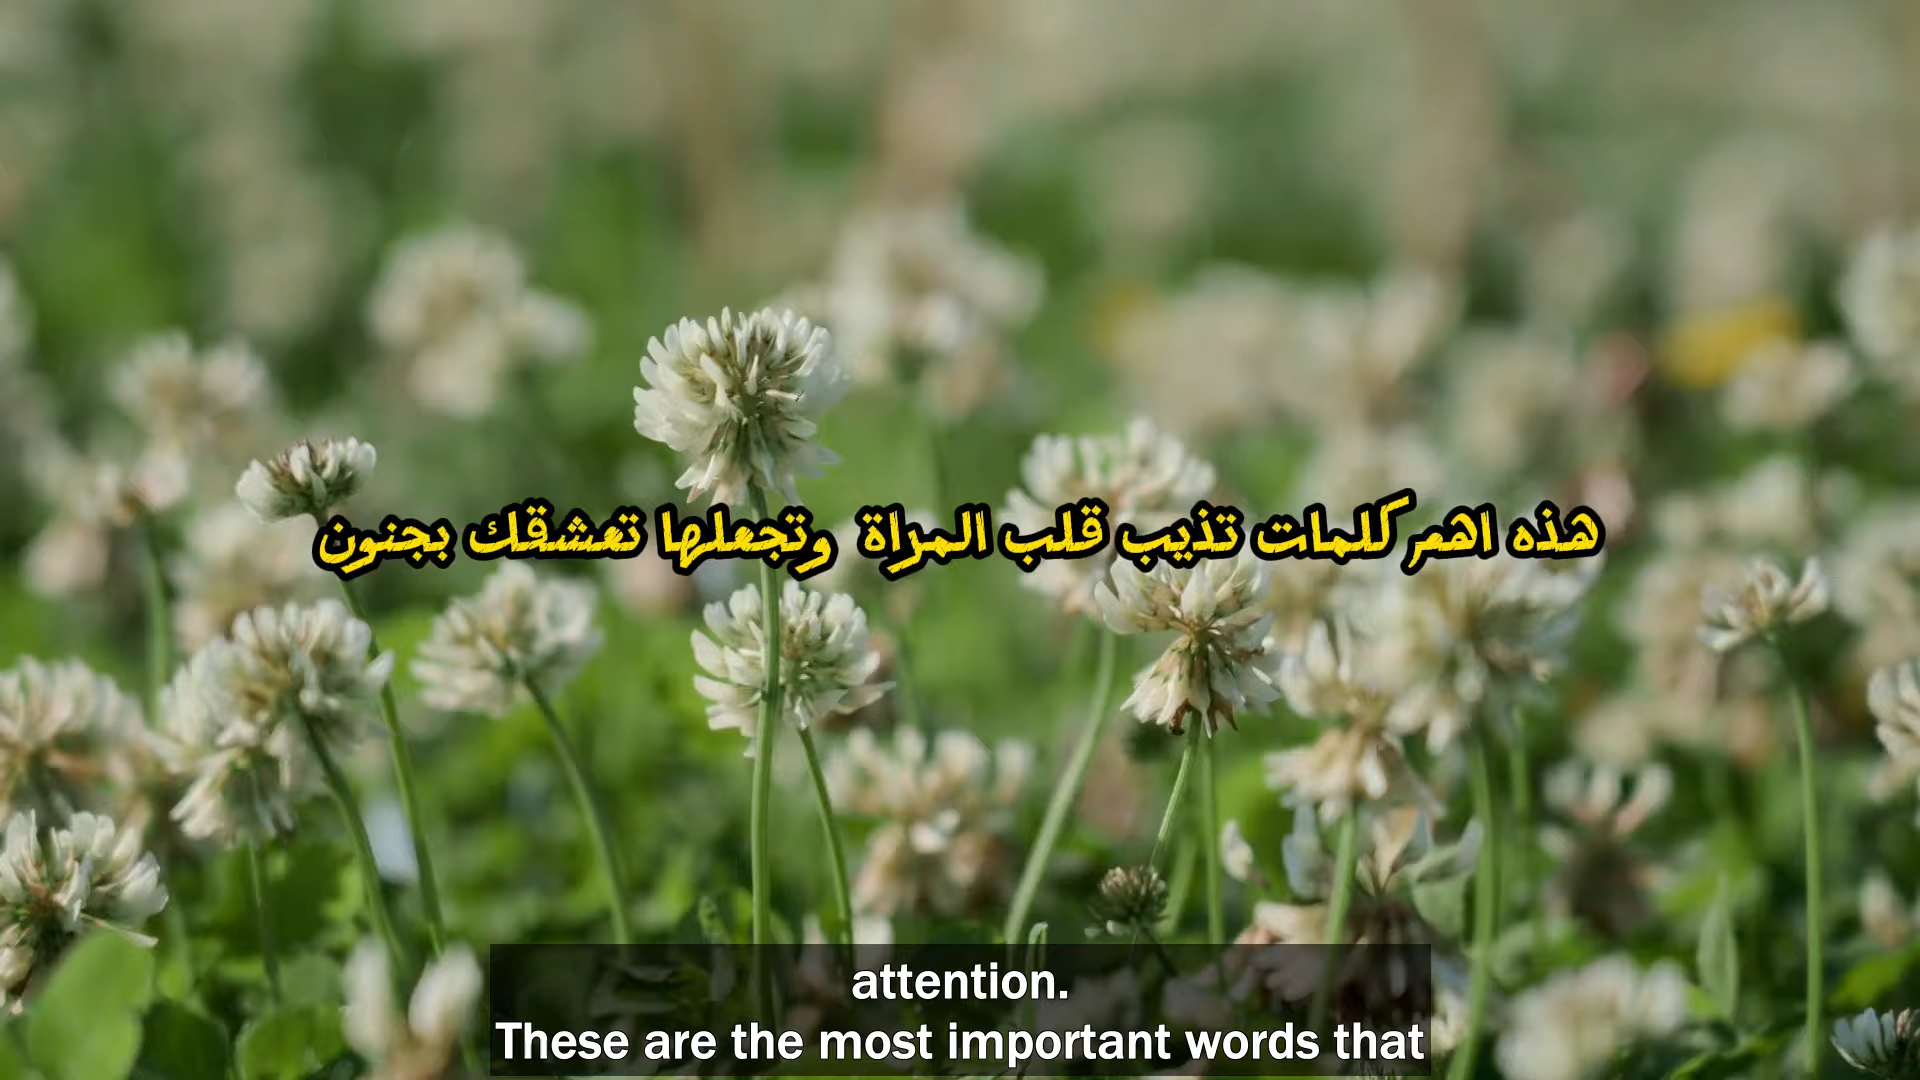 هذه اهم كلمات تذيب قلب المراة وتجعلها تعشقك بجنون
attention.
These are the most important words that